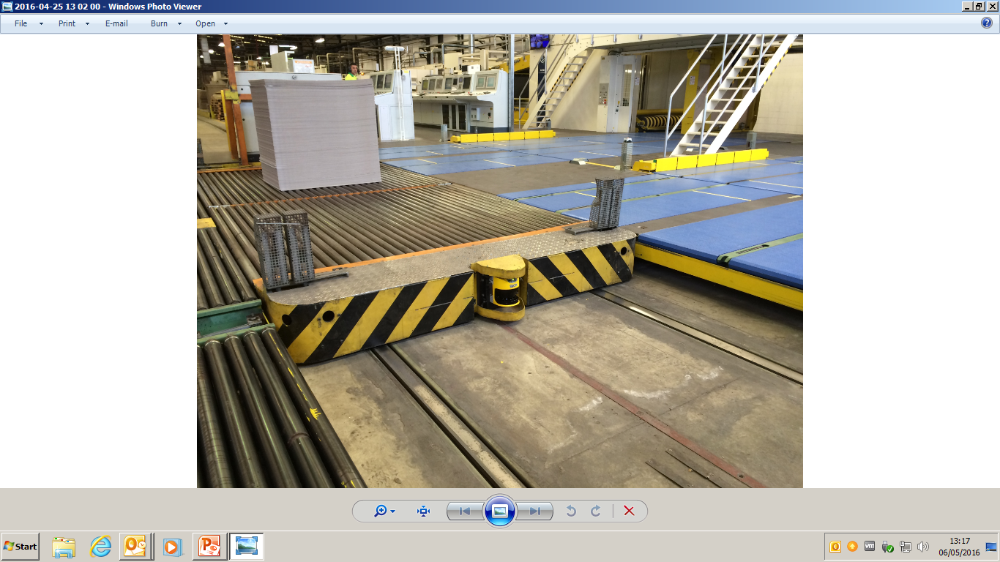 2016-04-25 13 02 00 - Windows Photo Viewer
File Print E-mail Burn Open
Start
13:17
06/05/2016